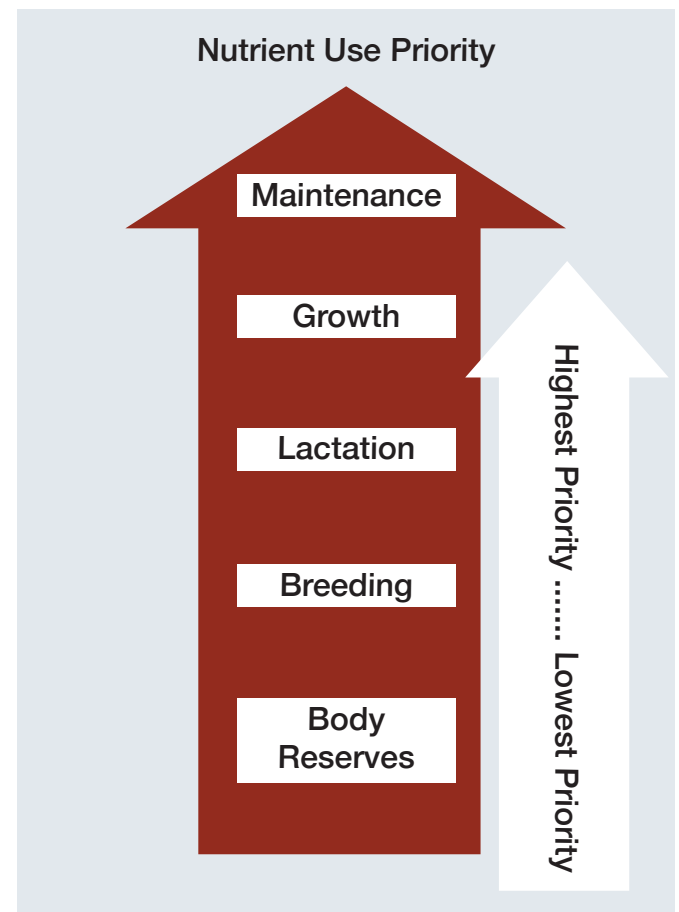 Nutrient Use Priority
Maintenance
Growth
Lactation
Breeding
Body
Reserves
Highest Priority ....... Lowest Priority